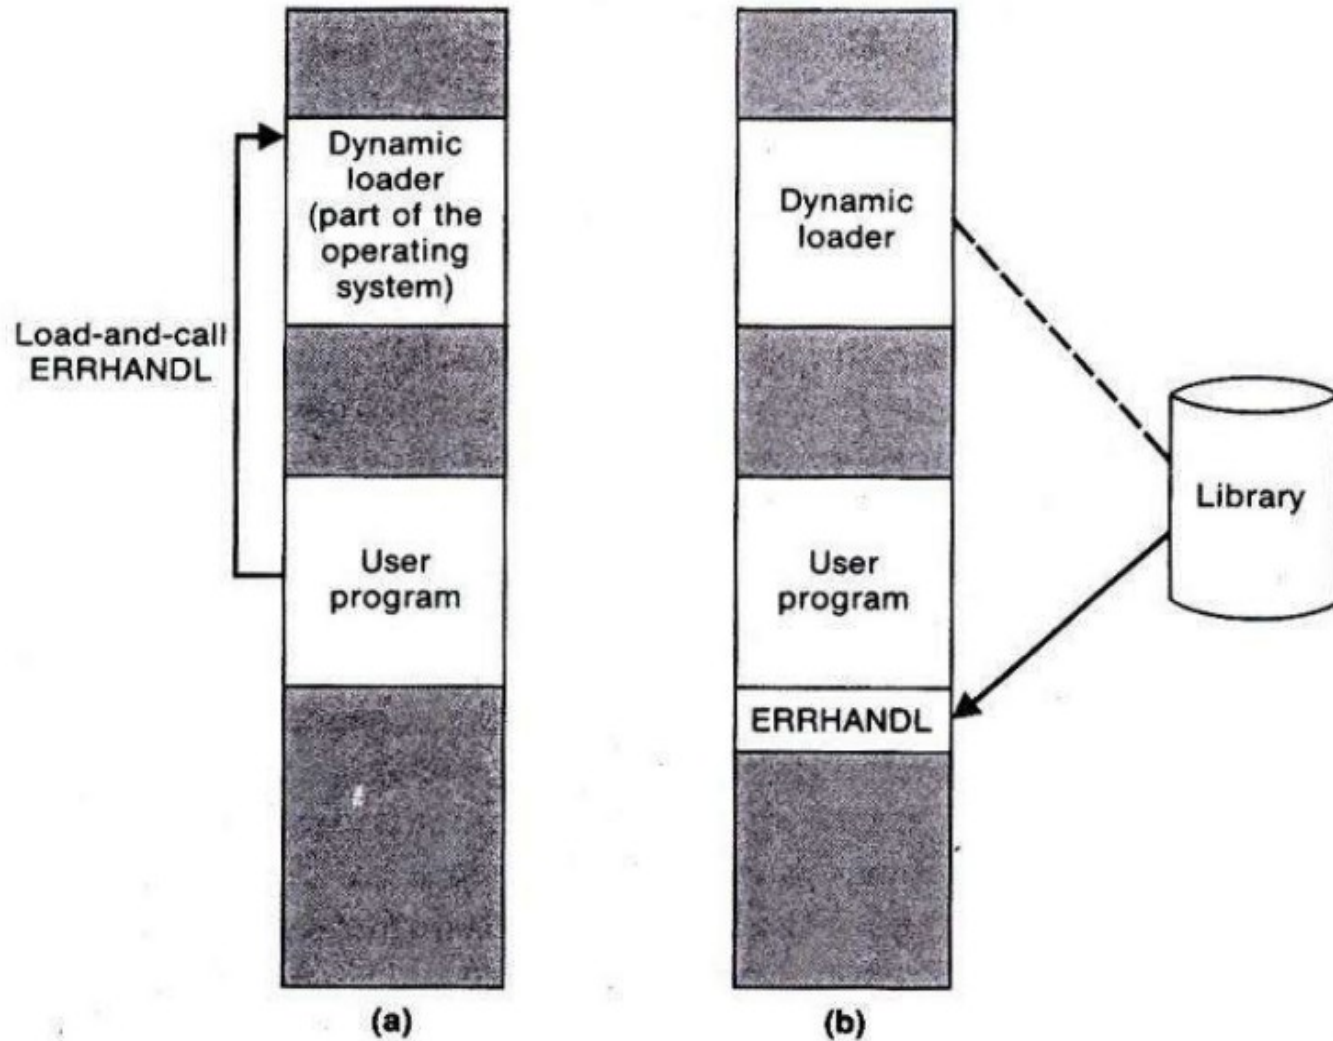 Dynamic
loader
(part of the
operating
system)
Load-and-call
ERRHANDL
User
program
(a)
Dynamic
loader
Library
User
program
ERRHANDL
(b)